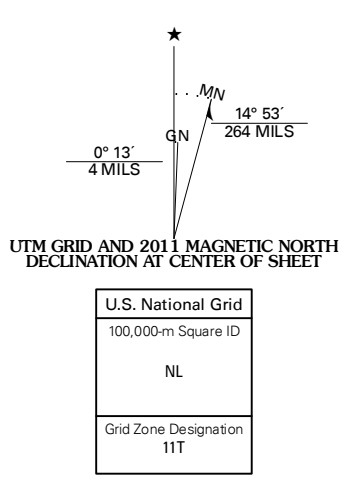 ★
MN
14° 53´
264 MILS
GN
0° 13´
4 MILS
UTM GRID AND 2011 MAGNETIC NORTH
DECLINATION AT CENTER OF SHEET
U.S. National Grid
100,000-m Square ID
NL
Grid Zone Designation
11T